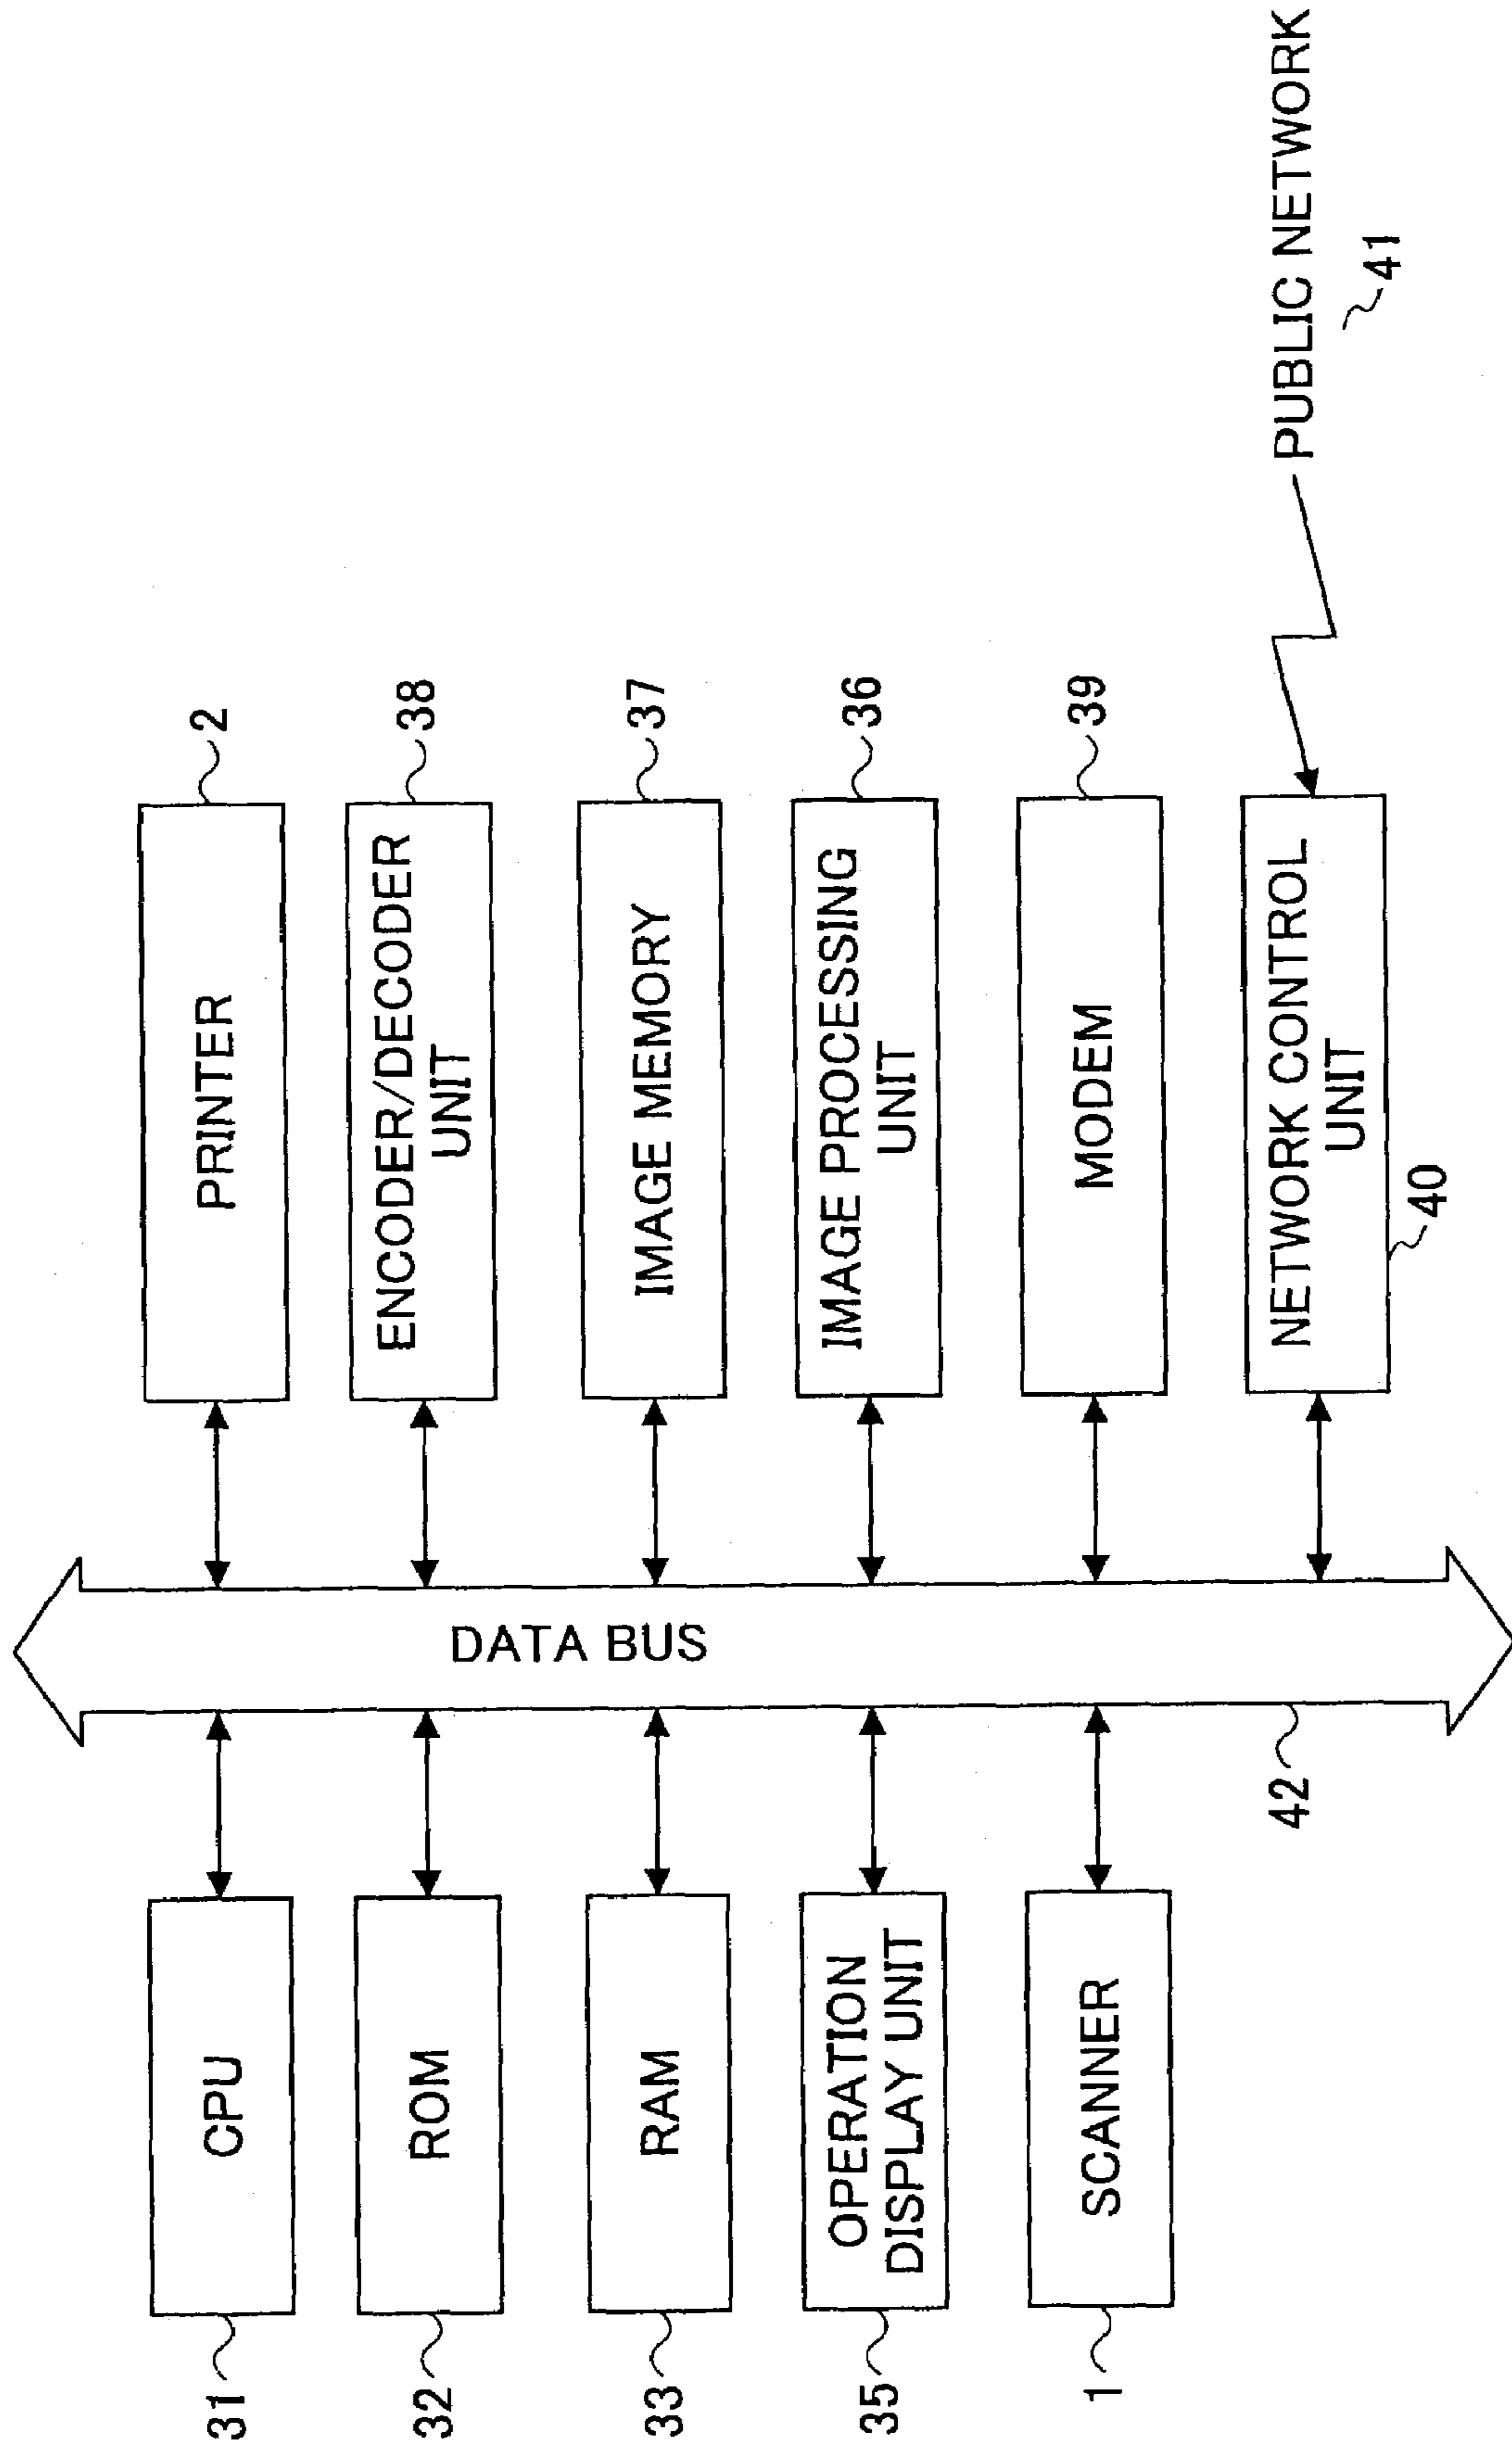 31
CPU
PRINTER
2
32
ROM
ENCODER/DECODER
UNIT
38
33
RAM
IMAGE MEMORY
37
DATA BUS
35
OPERATION
DISPLAY UNIT
IMAGE PROCESSING
UNIT
36
1
SCANNER
MODEM
39
42
NETWORK CONTROL
UNIT
40
PUBLIC NETWORK
41